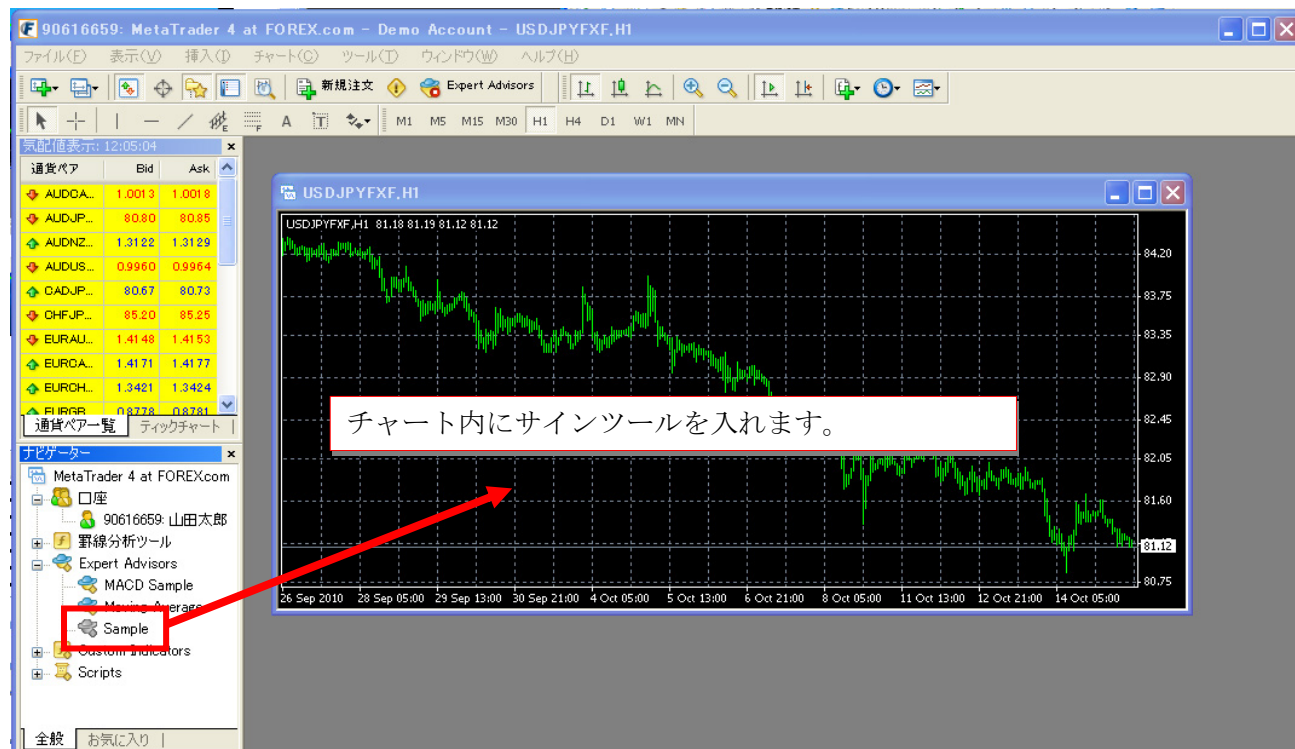 90616659: MetaTrader 4 at FOREX.com - Demo Account - USDJPYFXF,H1
ファイル(F) 表示(V) 挿入(I) チャート(C) ツール(T) ウィンドウ(W) ヘルプ(H)
新規注文 Expert Advisors
E F A T M1 M5 M15 M30 H1 H4 D1 W1 MN
気配値表示: 12:05:04
通貨ペア Bid Ask
AUDCA... 1.0013 1.0018
AUDJP... 80.80 80.85
AUDNZ... 1.3122 1.3129
AUDUS... 0.9960 0.9964
CADJP... 80.67 80.73
CHFJP... 85.20 85.25
EURAU... 1.4148 1.4153
EURCA... 1.4171 1.4177
EURCH... 1.3421 1.3424
EURGB... 0.8778 0.8781
通貨ペア一覧 ティックチャート
ナビゲーター
MetaTrader 4 at FOREX.com
口座
90616659: 山田太郎
罫線分析ツール
Expert Advisors
MACD Sample
Moving Average
Sample
Custom Indicators
Scripts
全般 お気に入り
USDJPYFXF,H1
USDJPYFXF,H1 81.18 81.19 81.12 81.12
84.20
83.75
83.35
82.90
82.45
82.05
81.60
81.12
80.75
チャート内にサインツールを入れます。
26 Sep 2010 28 Sep 05:00 29 Sep 13:00 30 Sep 21:00 4 Oct 05:00 5 Oct 13:00 6 Oct 21:00 8 Oct 05:00 11 Oct 13:00 12 Oct 21:00 14 Oct 05:00